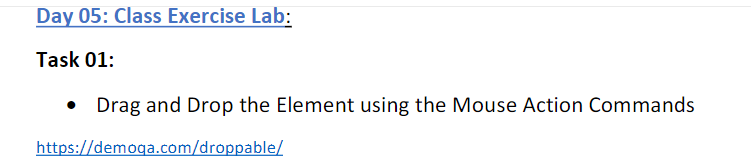 Day 05: Class Exercise Lab:
Task 01:
• Drag and Drop the Element using the Mouse Action Commands
https://demoqa.com/droppable/